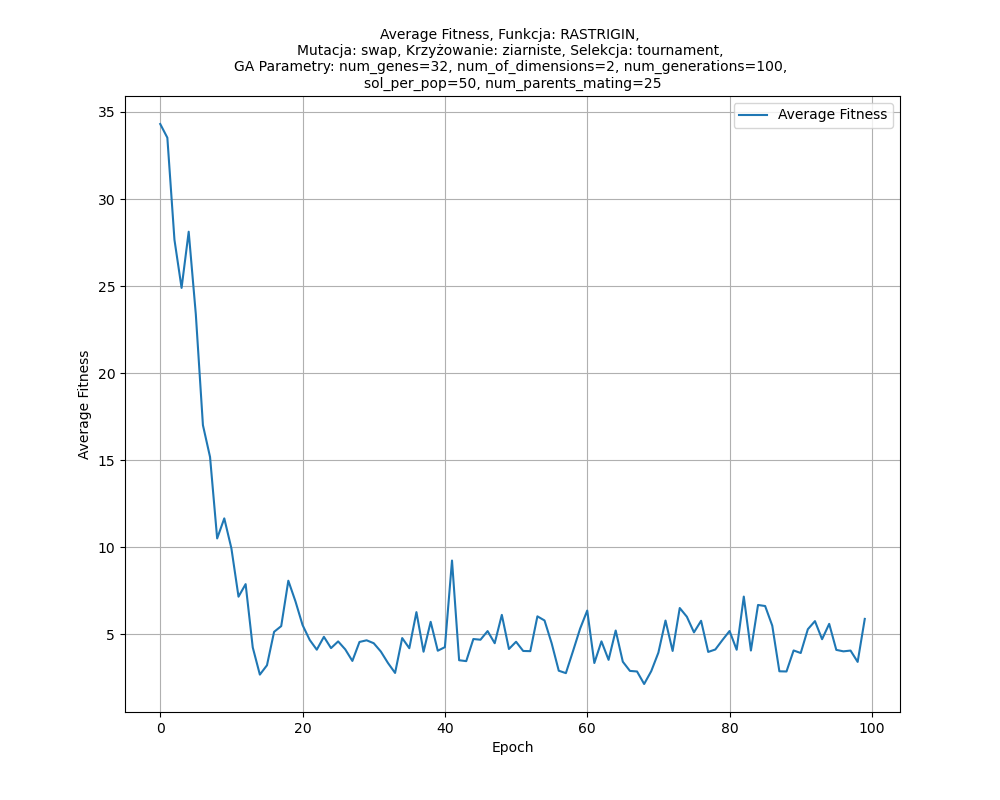 Average Fitness, Funkcja: RASTRIGIN,
Mutacja: swap, Krzyżowanie: ziarniste, Selekcja: tournament,
GA Parametry: num_genes=32, num_of_dimensions=2, num_generations=100,
sol_per_pop=50, num_parents_mating=25
Average Fitness
35
30
25
20
15
10
5
Average Fitness
0 20 40 60 80 100
Epoch